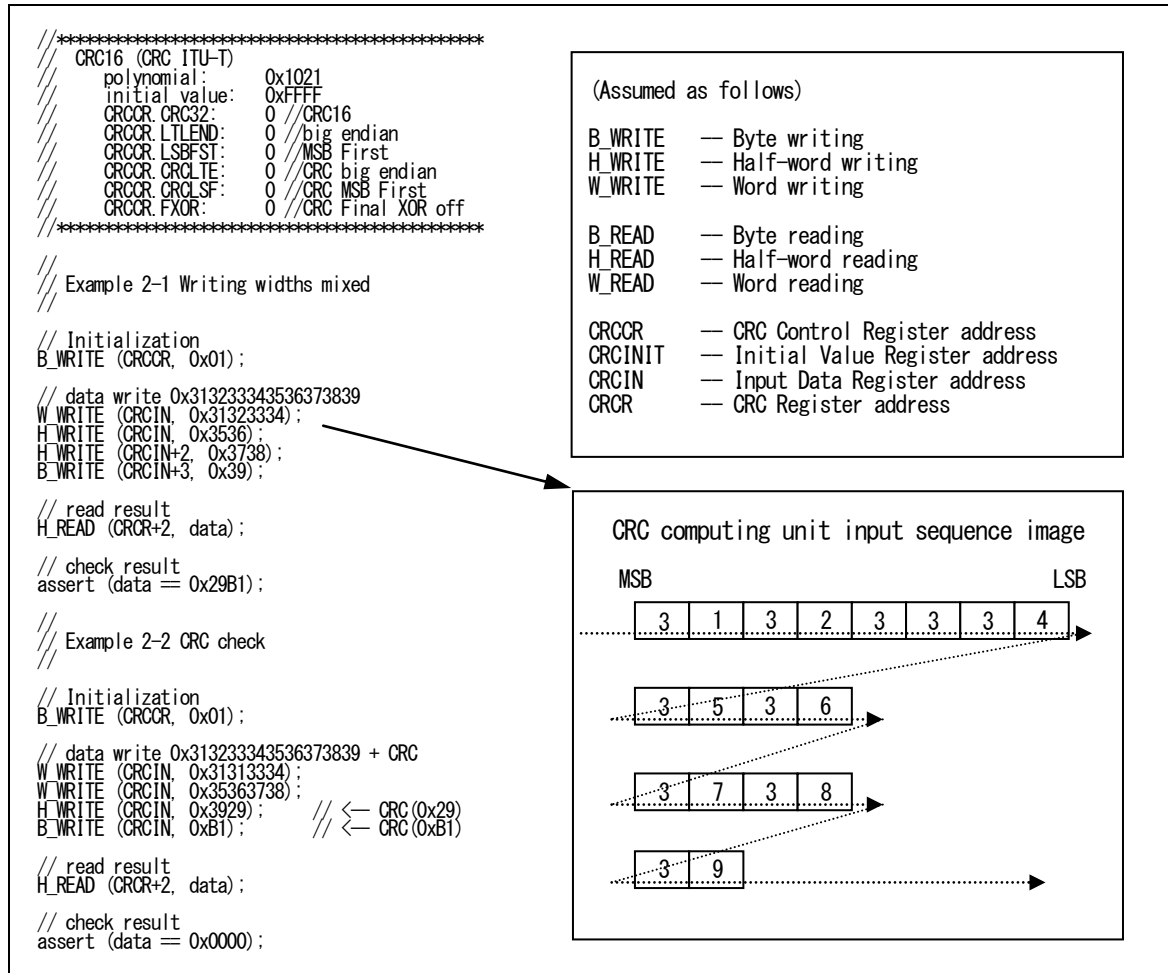 //********************************************
//  CRC16 (CRC ITU-T)
//     polynomial:     0x1021
//     initial value:  0xFFFF
//     CRCCR.CRC32:    0 //CRC16
//     CRCCR.LTLEND:   0 //big endian
//     CRCCR.LSBFST:   0 //MSB First
//     CRCCR.CRCLTE:   0 //CRC big endian
//     CRCCR.CRCLSF:   0 //CRC MSB First
//     CRCCR.FXOR:     0 //CRC Final XOR off
//********************************************
//
// Example 2-1 Writing widths mixed
//
// Initialization
B_WRITE (CRCCR, 0x01);
// data write 0x313233343536373839
W_WRITE (CRCIN, 0x31323334);
H_WRITE (CRCIN, 0x3536);
H_WRITE (CRCIN+2, 0x3738);
B_WRITE (CRCIN+3, 0x39);
// read result
H_READ (CRCR+2, data);
// check result
assert (data == 0x29B1);
//
// Example 2-2 CRC check
//
// Initialization
B_WRITE (CRCCR, 0x01);
// data write 0x313233343536373839 + CRC
W_WRITE (CRCIN, 0x31313334);
W_WRITE (CRCIN, 0x35363738);
H_WRITE (CRCIN, 0x3929);    // <-- CRC(0x29)
B_WRITE (CRCIN, 0xB1);      // <-- CRC(0xB1)
// read result
H_READ (CRCR+2, data);
// check result
assert (data == 0x0000);
(Assumed as follows)
B_WRITE -- Byte writing
H_WRITE -- Half-word writing
W_WRITE -- Word writing
B_READ -- Byte reading
H_READ -- Half-word reading
W_READ -- Word reading
CRCCR -- CRC Control Register address
CRCINIT -- Initial Value Register address
CRCIN -- Input Data Register address
CRCR -- CRC Register address
CRC computing unit input sequence image
MSB LSB
3 1 3 2 3 3 3 4
3 5 3 6
3 7 3 8
3 9